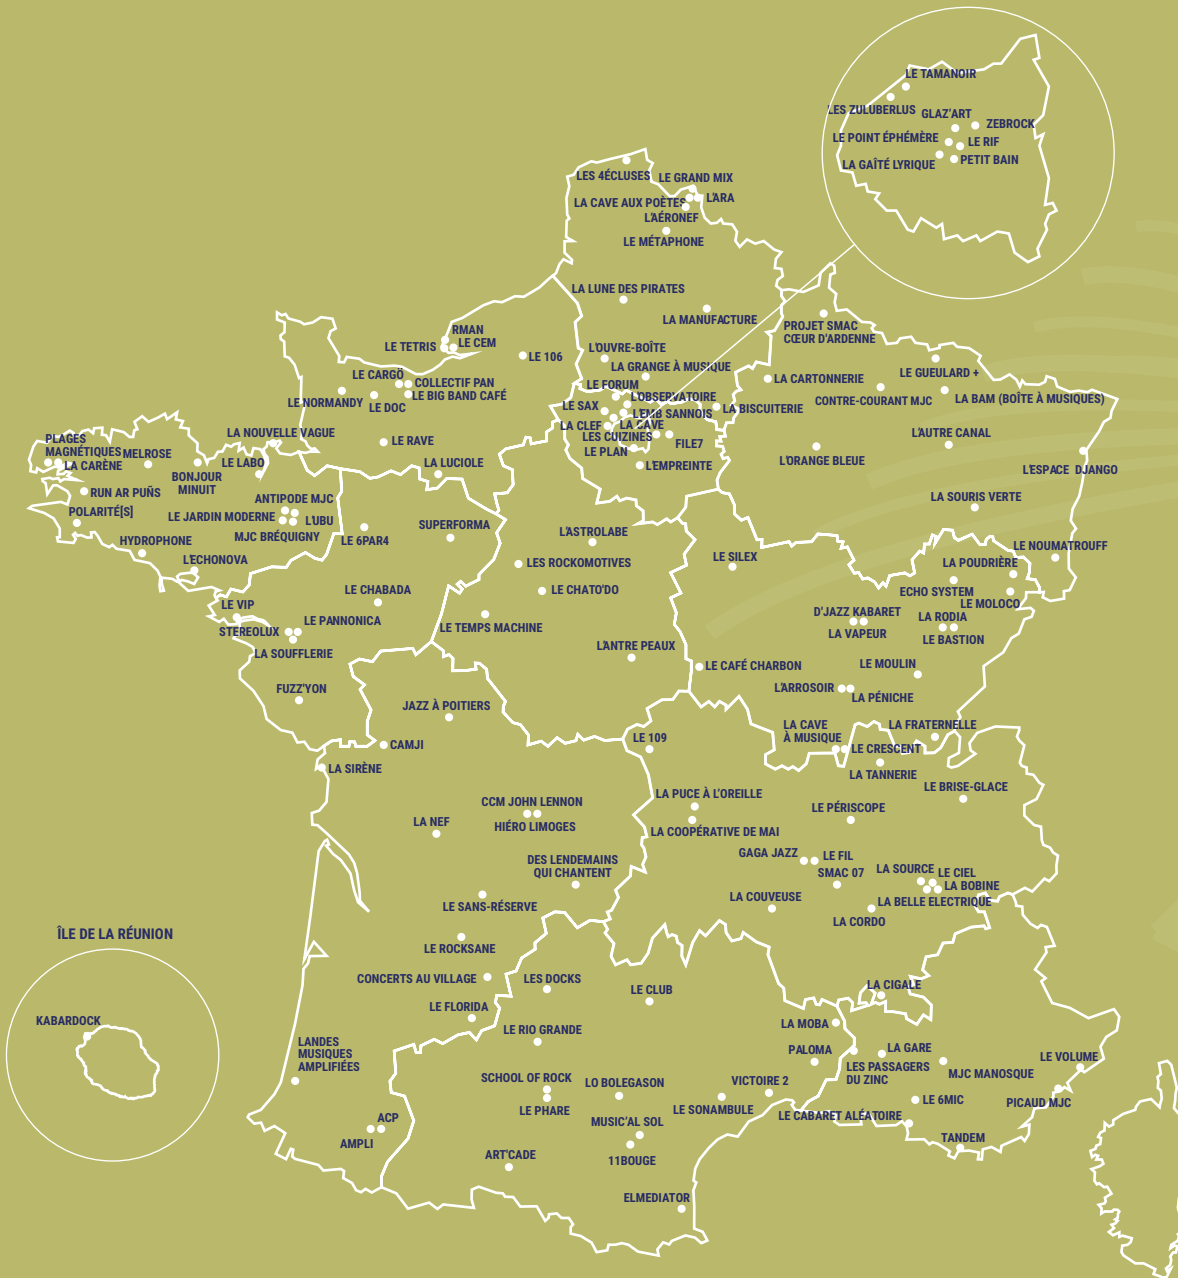 LE TAMANOIR
LES ZULUBERLUS
GLAZ'ART
ZEBROCK
LE POINT ÉPHÉMÈRE
LE RIF
LA GAÎTÉ LYRIQUE
PETIT BAIN
LES 4ÉCLUSES
LE GRAND MIX
LA CAVE AUX POÈTES
L'ARA
L'AÉRONEF
LE MÉTAPHONE
LA LUNE DES PIRATES
LA MANUFACTURE
PROJET SMAC
CŒUR D'ARDENNE
RMAN
LE TETRIS
LE CEM
LE 106
L'OUVRE-BOÎTE
LA GRANGE À MUSIQUE
LE CARGÖ
COLLECTIF PAN
LE BIG BAND CAFÉ
LE NORMANDY
LE DOC
LE FORUM
L'OBSERVATOIRE
LE SAX
L'EMB SANNOIS
LA BISCUITERIE
LA CLEF
LA CAVE
LES CUIZINES
FILE7
LE PLAN
L'EMPREINTE
LA CARTONNERIE
LE GUEULARD +
CONTRE-COURANT MJC
LA BAM (BOÎTE À MUSIQUES)
L'AUTRE CANAL
L'ORANGE BLEUE
L'ESPACE DJANGO
LA SOURIS VERTE
PLAGES
MAGNÉTIQUES
LA CARÈNE
MELROSE
RUN AR PUÑS
POLARITÉ[S]
HYDROPHONE
BONJOUR
MINUIT
LA NOUVELLE VAGUE
LE LABO
LE RAVE
LA LUCIOLE
ANTIPODE MJC
LE JARDIN MODERNE
L'UBU
MJC BRÉQUIGNY
LE 6PAR4
SUPERFORMA
L'ECHONOVA
LE CHABADA
LE VIP
LE PANNONICA
STEREOLUX
LA SOUFFLERIE
FUZZ'YON
L'ASTROLABE
LES ROCKOMOTIVES
LE CHATO'DO
LE TEMPS MACHINE
L'ANTRE PEAUX
LE SILEX
LE NOUMATROUFF
LA POUDRIÈRE
ECHO SYSTEM
LE MOLOCO
D'JAZZ KABARET
LA RODIA
LA VAPEUR
LE BASTION
LE CAFÉ CHARBON
LE MOULIN
L'ARROSOIR
LA PÉNICHE
JAZZ À POITIERS
CAMJI
LA SIRÈNE
LE 109
LA CAVE
À MUSIQUE
LA FRATERNELLE
LE CRESCENT
LA TANNERIE
LE BRISE-GLACE
CCM JOHN LENNON
HIÉRO LIMOGES
LA NEF
LA PUCE À L'OREILLE
LA COOPÉRATIVE DE MAI
LE PÉRISCOPE
DES LENDEMAINS
QUI CHANTENT
GAGA JAZZ
LE FIL
SMAC 07
LA SOURCE
LE CIEL
LA BOBINE
LA BELLE ELECTRIQUE
LA COUVEUSE
LA CORDO
LE SANS-RÉSERVE
LE ROCKSANE
CONCERTS AU VILLAGE
LES DOCKS
LE CLUB
LE FLORIDA
LE RIO GRANDE
LA CIGALE
LA MOBA
PALOMA
LA GARE
LES PASSAGERS
DU ZINC
MJC MANOSQUE
LE VOLUME
PICAUD MJC
LE 6MIC
LE CABARET ALÉATOIRE
TANDEM
ÎLE DE LA RÉUNION
KABARDOCK
LANDES
MUSIQUES
AMPLIFIÉES
ACP
AMPLI
SCHOOL OF ROCK
LE PHARE
LO BOLEGASON
VICTOIRE 2
LE SONAMBULE
MUSIC'AL SOL
11BOUGE
ART'CADE
ELMEDIATOR